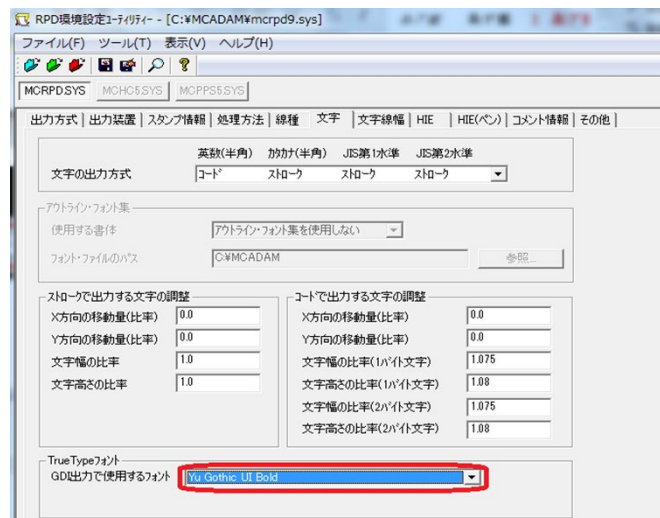 RPD環境設定ユーティリティー - [C:¥MCADAM¥mcrpd9.sys]
ファイル(F) ツール(T) 表示(V) ヘルプ(H)
MCRPD.SYS MCHC5.SYS MCPPS5.SYS
出力方式 出力装置 スタンプ情報 処理方法 線種 文字 文字線幅 HIE HIE(ペン) コメント情報 その他
英数(半角) カタカナ(半角) JIS第1水準 JIS第2水準
文字の出力方式 コード ストローク ストローク ストローク
アウトライン・フォント集
使用する書体 アウトライン・フォント集を使用しない
フォント・ファイルのパス C:¥MCADAM 参照...
ストロークで出力する文字の調整
X方向の移動量(比率) 0.0
Y方向の移動量(比率) 0.0
文字幅の比率 1.0
文字高さの比率 1.0
コードで出力する文字の調整
X方向の移動量(比率) 0.0
Y方向の移動量(比率) 0.0
文字幅の比率(1バイト文字) 1.075
文字高さの比率(1バイト文字) 1.08
文字幅の比率(2バイト文字) 1.075
文字高さの比率(2バイト文字) 1.08
TrueTypeフォント
GDI出力で使用するフォント Yu Gothic UI Bold